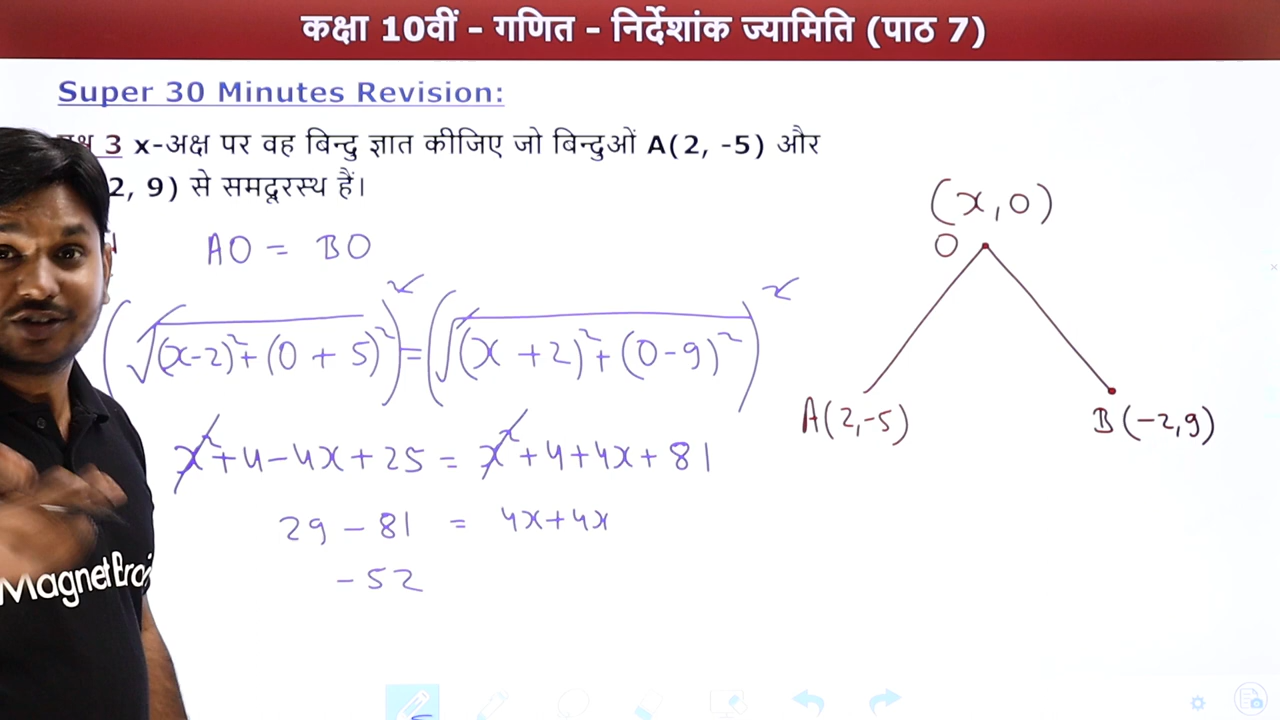 कक्षा 10वीं - गणित - निर्देशांक ज्यामिति (पाठ 7)
Super 30 Minutes Revision:
3 x-अक्ष पर वह विन्दु ज्ञात कीजिए जो बिन्दुओं A(2, -5) और
2, 9) से समद्वरस्थ हैं।
(x,0)
AO = BO
O
(√(x-2)²+(0+5)²)² = (√(x+2)²+(0-9)²)²
A(2,-5) B(-2,9)
x²+4-4x+25 = x²+4+4x+81
29-81 = 4x+4x
-52
MagnetBrai